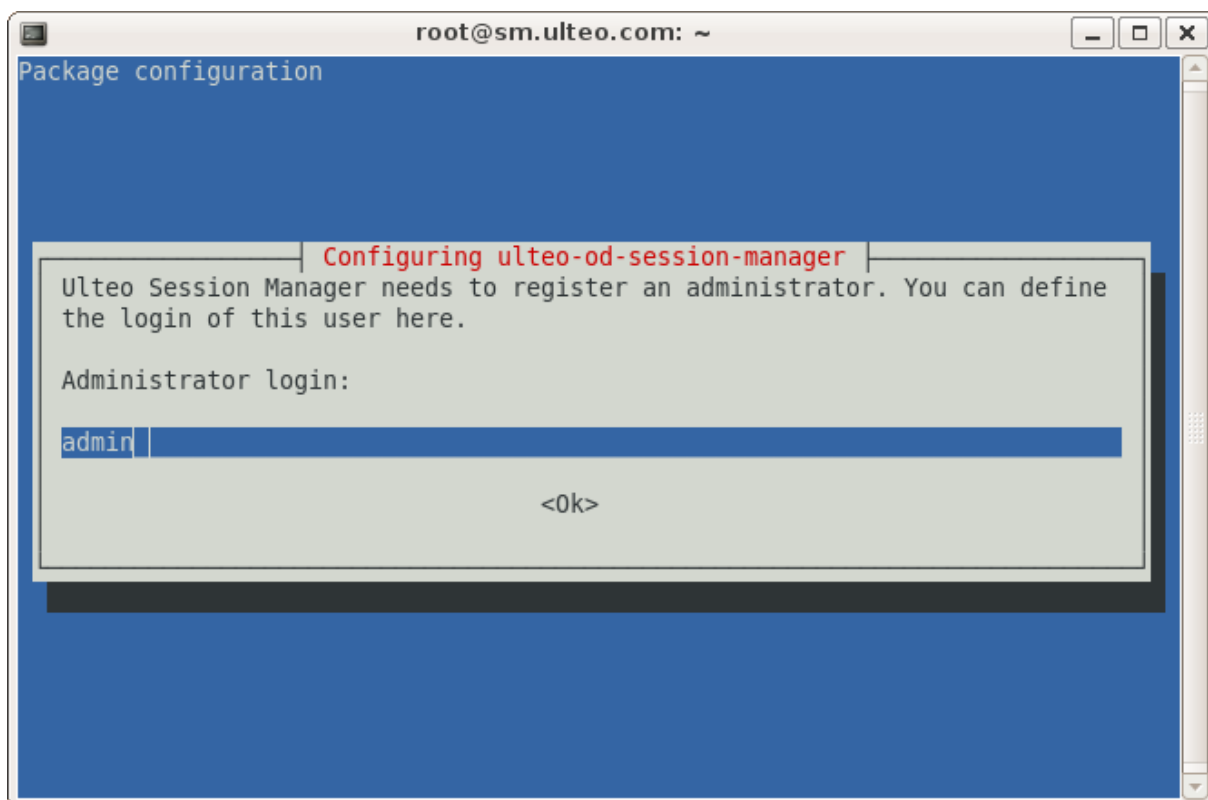 root@sm.ulteo.com: ~
Package configuration
Configuring ulteo-od-session-manager
Ulteo Session Manager needs to register an administrator. You can define
the login of this user here.
Administrator login:
admin
<Ok>